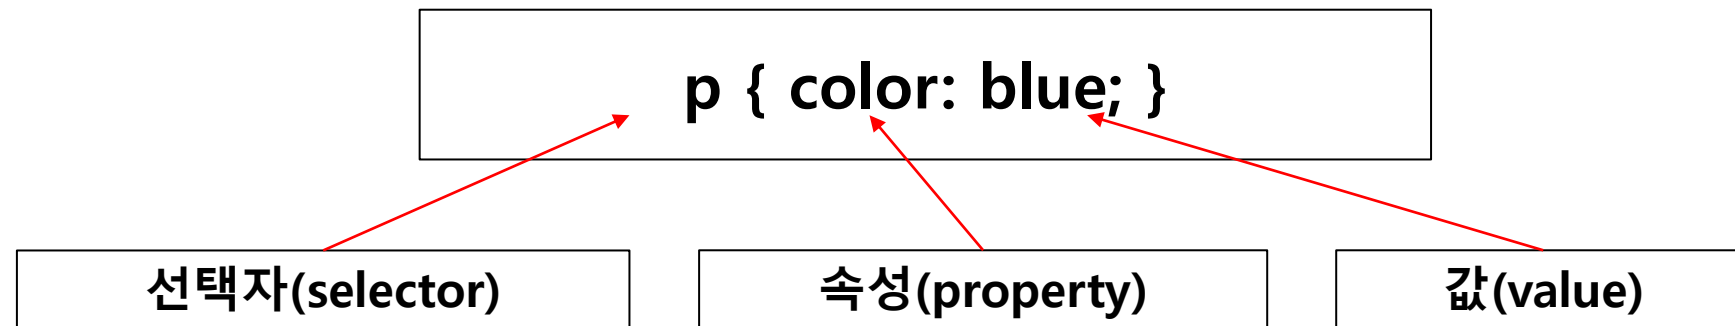 p { color: blue; }
선택자(selector)
속성(property)
값(value)